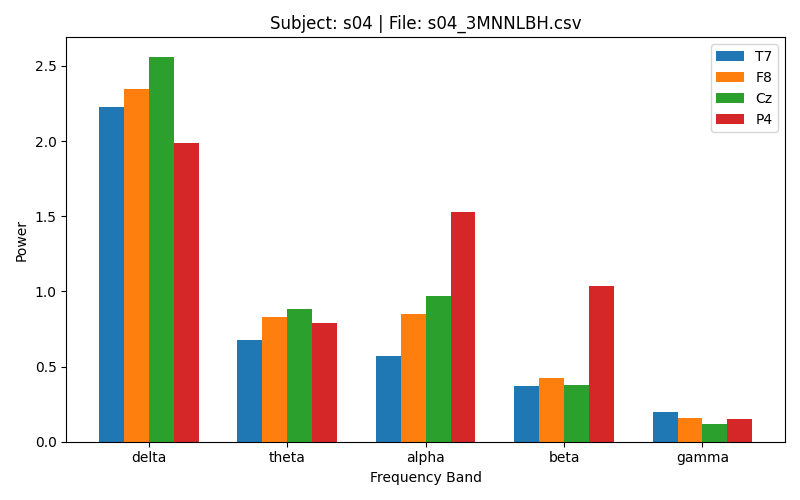 Subject: s04 | File: s04_3MNNLBH.csv
T7
F8
Cz
P4
Power
2.5
2.0
1.5
1.0
0.5
0.0
delta theta alpha beta gamma
Frequency Band